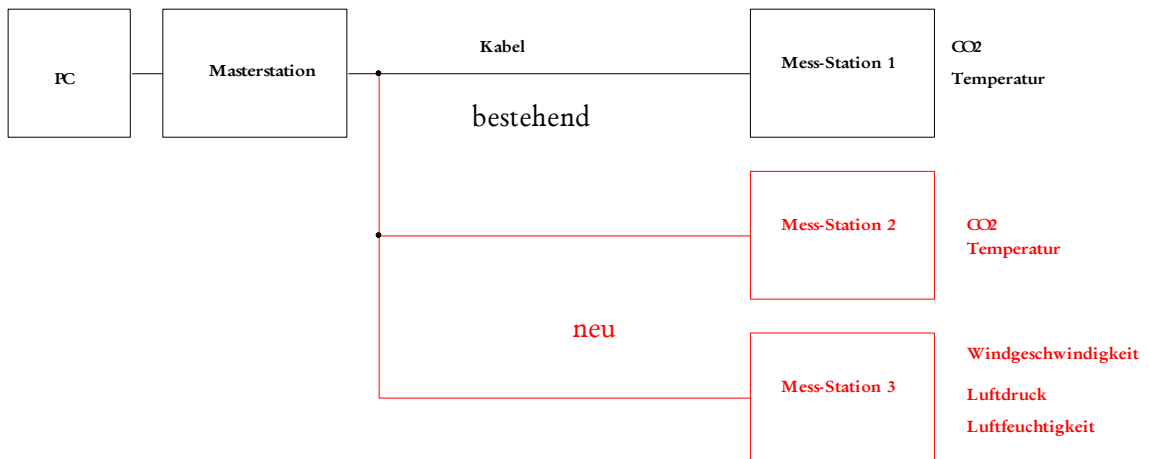 PC
Masterstation
Kabel
bestehend
Mess-Station 1
CO2
Temperatur
Mess-Station 2
CO2
Temperatur
neu
Mess-Station 3
Windgeschwindigkeit
Luftdruck
Luftfeuchtigkeit